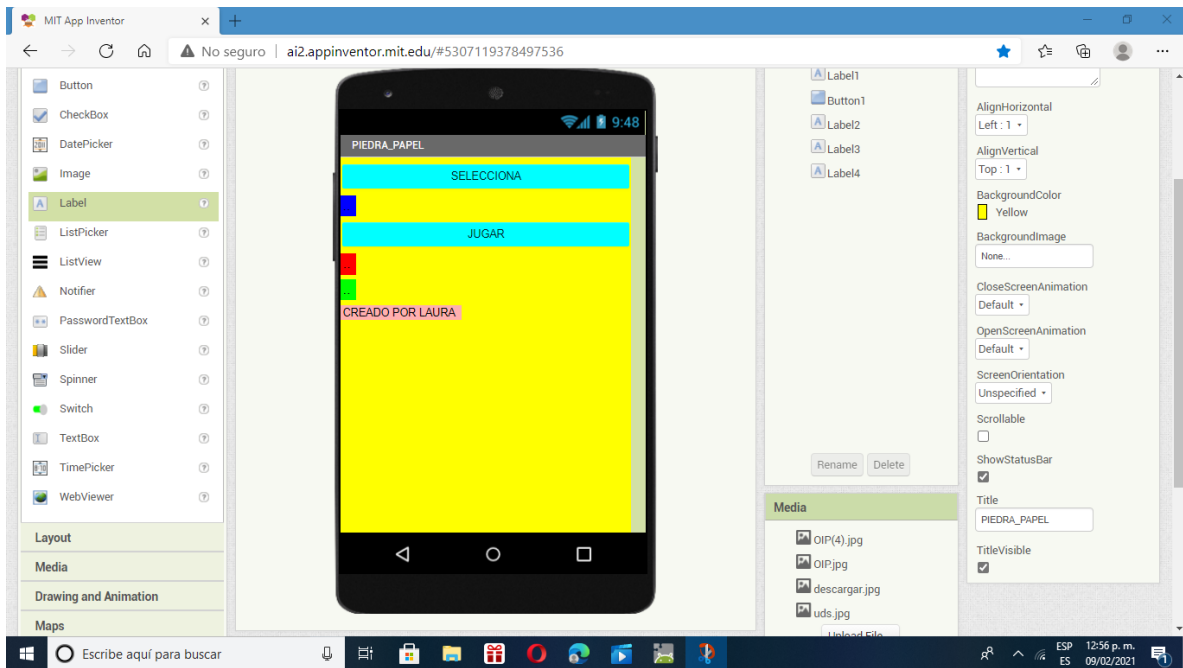 MIT App Inventor
No seguro ai2.appinventor.mit.edu/#5307119378497536
Button
CheckBox
DatePicker
Image
Label
ListPicker
ListView
Notifier
PasswordTextBox
Slider
Spinner
Switch
TextBox
TimePicker
WebViewer
Layout
Media
Drawing and Animation
Maps
9:48
PIEDRA_PAPEL
SELECCIONA
JUGAR
CREADO POR LAURA
Label1
Button1
Label2
Label3
Label4
Rename Delete
Media
OIP(4).jpg
OIP.jpg
descargar.jpg
uds.jpg
Upload File ...
AlignHorizontal
Left : 1
AlignVertical
Top : 1
BackgroundColor
Yellow
BackgroundImage
None...
CloseScreenAnimation
Default
OpenScreenAnimation
Default
ScreenOrientation
Unspecified
Scrollable
ShowStatusBar
Title
PIEDRA_PAPEL
TitleVisible
Escribe aquí para buscar
ESP
ES
12:56 p. m.
09/02/2021